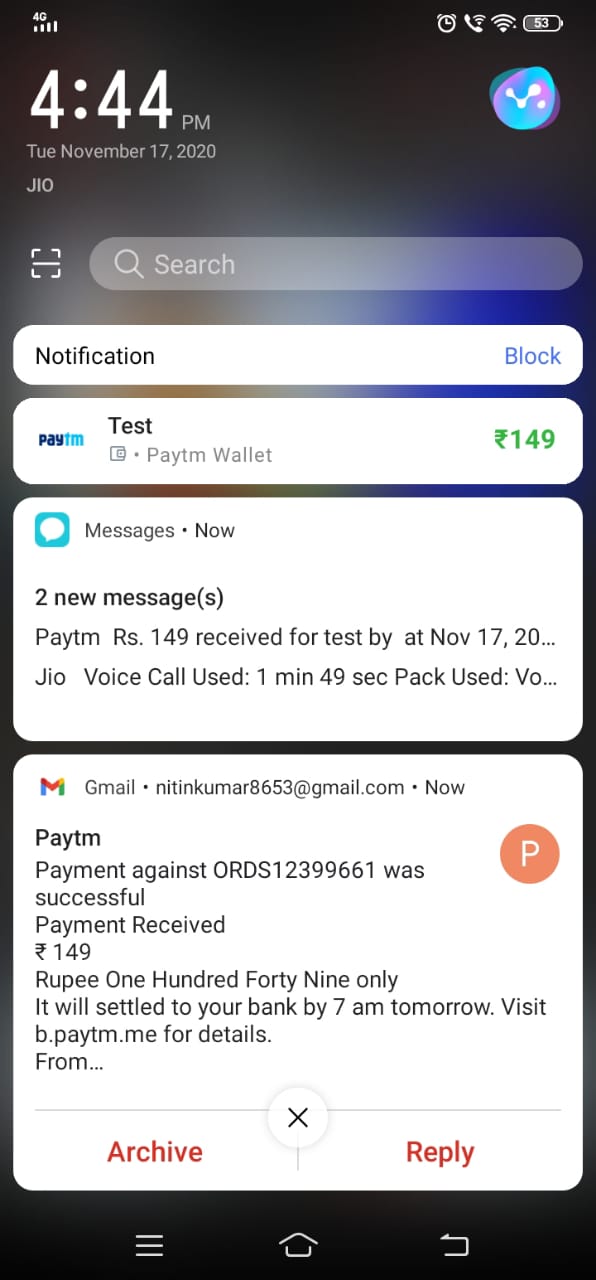 4G
53
4:44 PM
Tue November 17, 2020
JIO
Search
Notification Block
paytm Test ₹149
• Paytm Wallet
Messages • Now
2 new message(s)
Paytm Rs. 149 received for test by at Nov 17, 20...
Jio Voice Call Used: 1 min 49 sec Pack Used: Vo...
Gmail • nitinkumar8653@gmail.com • Now
Paytm
P
Payment against ORDS12399661 was
successful
Payment Received
₹ 149
Rupee One Hundred Forty Nine only
It will settled to your bank by 7 am tomorrow. Visit
b.paytm.me for details.
From...
Archive Reply